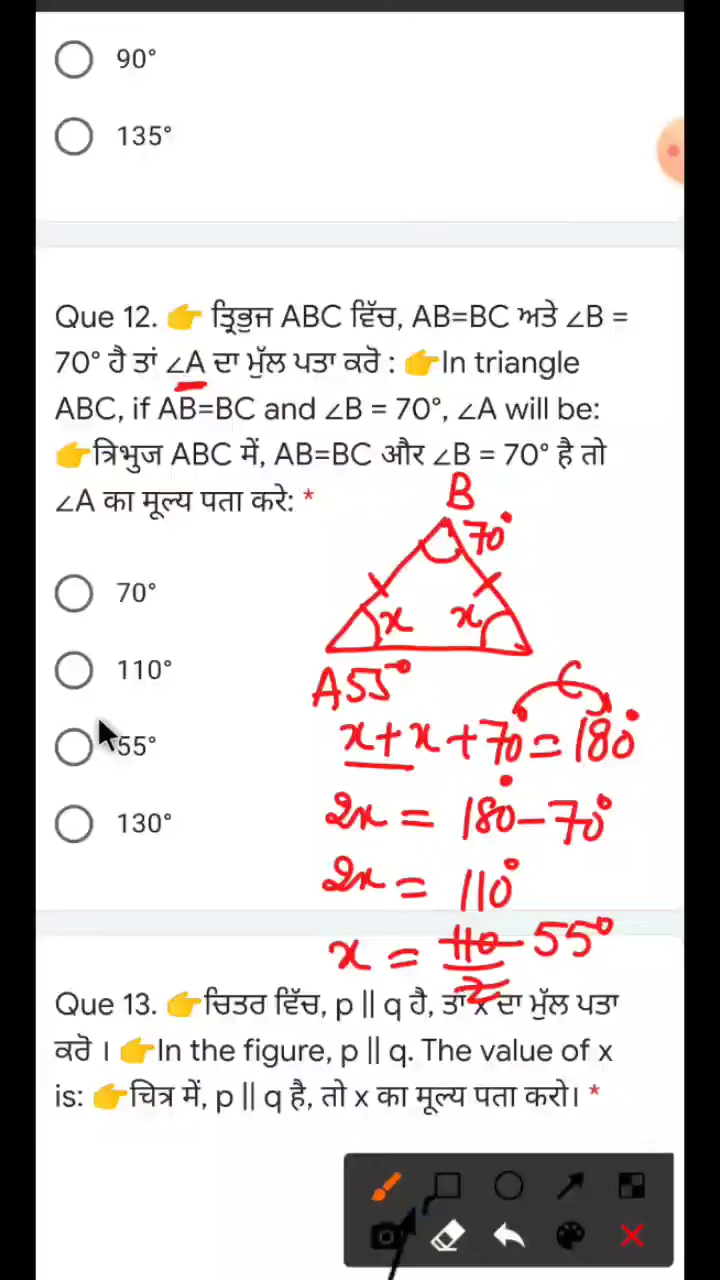 90°
135°
Que 12. 👉 ਤ੍ਰਿਭੁਜ ABC ਵਿੱਚ, AB=BC ਅਤੇ ∠B =
70° ਹੈ ਤਾਂ ∠A ਦਾ ਮੁੱਲ ਪਤਾ ਕਰੋ : 👉In triangle
ABC, if AB=BC and ∠B = 70°, ∠A will be:
👉त्रिभुज ABC में, AB=BC और ∠B = 70° है तो
∠A का मूल्य पता करे: *
B
70°
70°
x x
110°
A55°
55°
x+x+70°=180°
130°
2x = 180°-70°
2x = 110°
x = 110/2 55°
Que 13. 👉ਚਿਤਰ ਵਿੱਚ, p || q ਹੈ, ਤਾਂ x ਦਾ ਮੁੱਲ ਪਤਾ
ਕਰੋ । 👉In the figure, p || q. The value of x
is: 👉चित्र में, p || q है, तो x का मूल्य पता करो। *